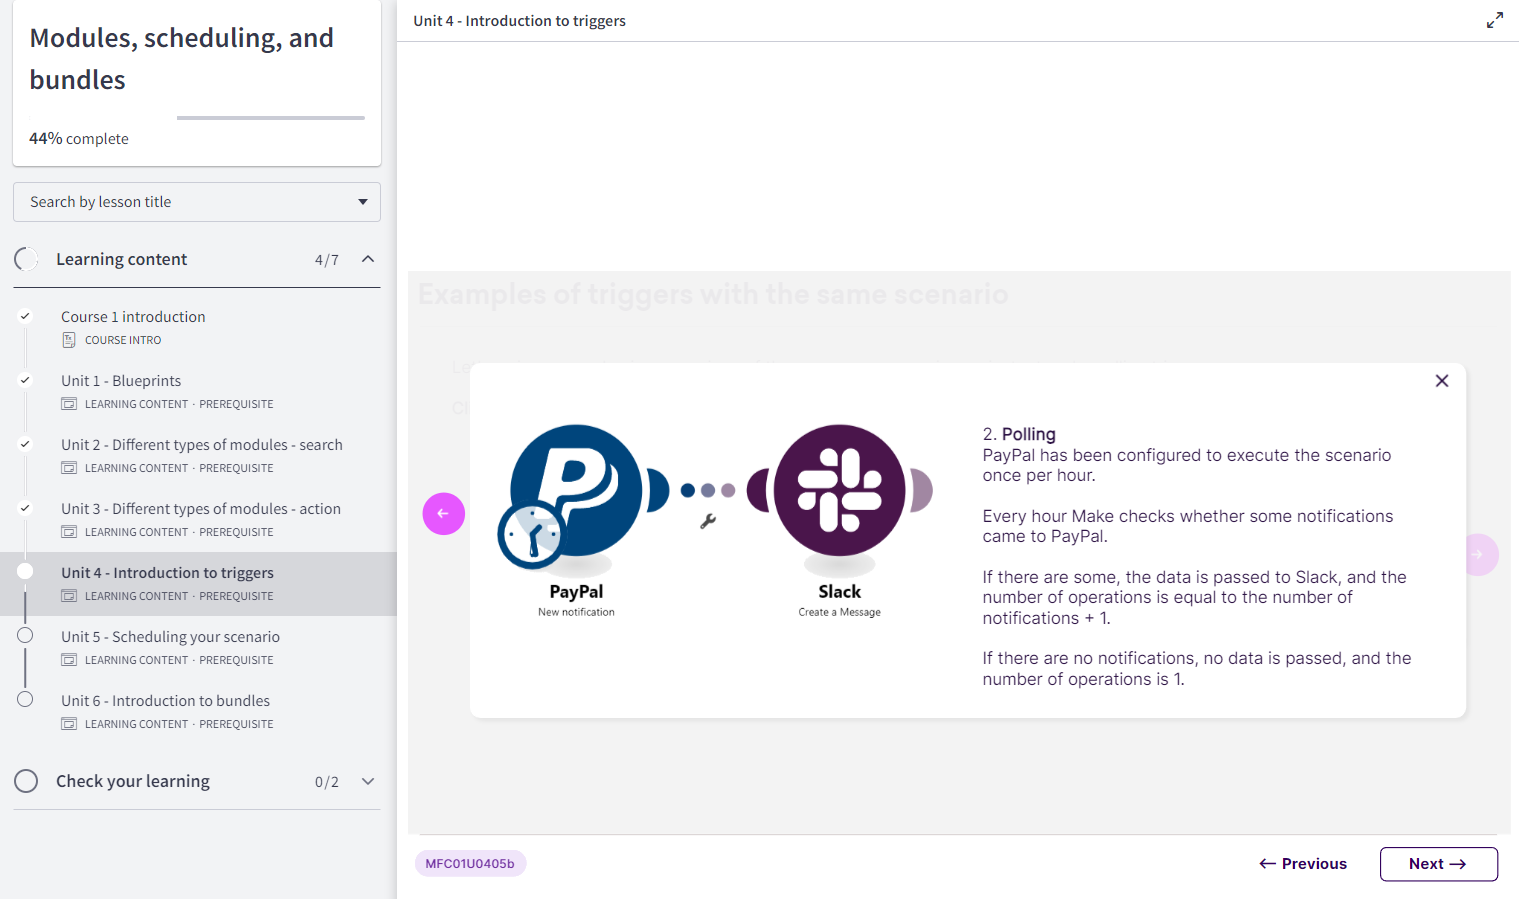 Modules, scheduling, and
bundles
44% complete
Search by lesson title
Learning content 4/7
Course 1 introduction
COURSE INTRO
Unit 1 - Blueprints
LEARNING CONTENT · PREREQUISITE
Unit 2 - Different types of modules - search
LEARNING CONTENT · PREREQUISITE
Unit 3 - Different types of modules - action
LEARNING CONTENT · PREREQUISITE
Unit 4 - Introduction to triggers
LEARNING CONTENT · PREREQUISITE
Unit 5 - Scheduling your scenario
LEARNING CONTENT · PREREQUISITE
Unit 6 - Introduction to bundles
LEARNING CONTENT · PREREQUISITE
Check your learning 0/2
Unit 4 - Introduction to triggers
Examples of triggers with the same scenario
PayPal
New notification
Slack
Create a Message
2. Polling
PayPal has been configured to execute the scenario
once per hour.
Every hour Make checks whether some notifications
came to PayPal.
If there are some, the data is passed to Slack, and the
number of operations is equal to the number of
notifications + 1.
If there are no notifications, no data is passed, and the
number of operations is 1.
MFC01U0405b
← Previous
Next →